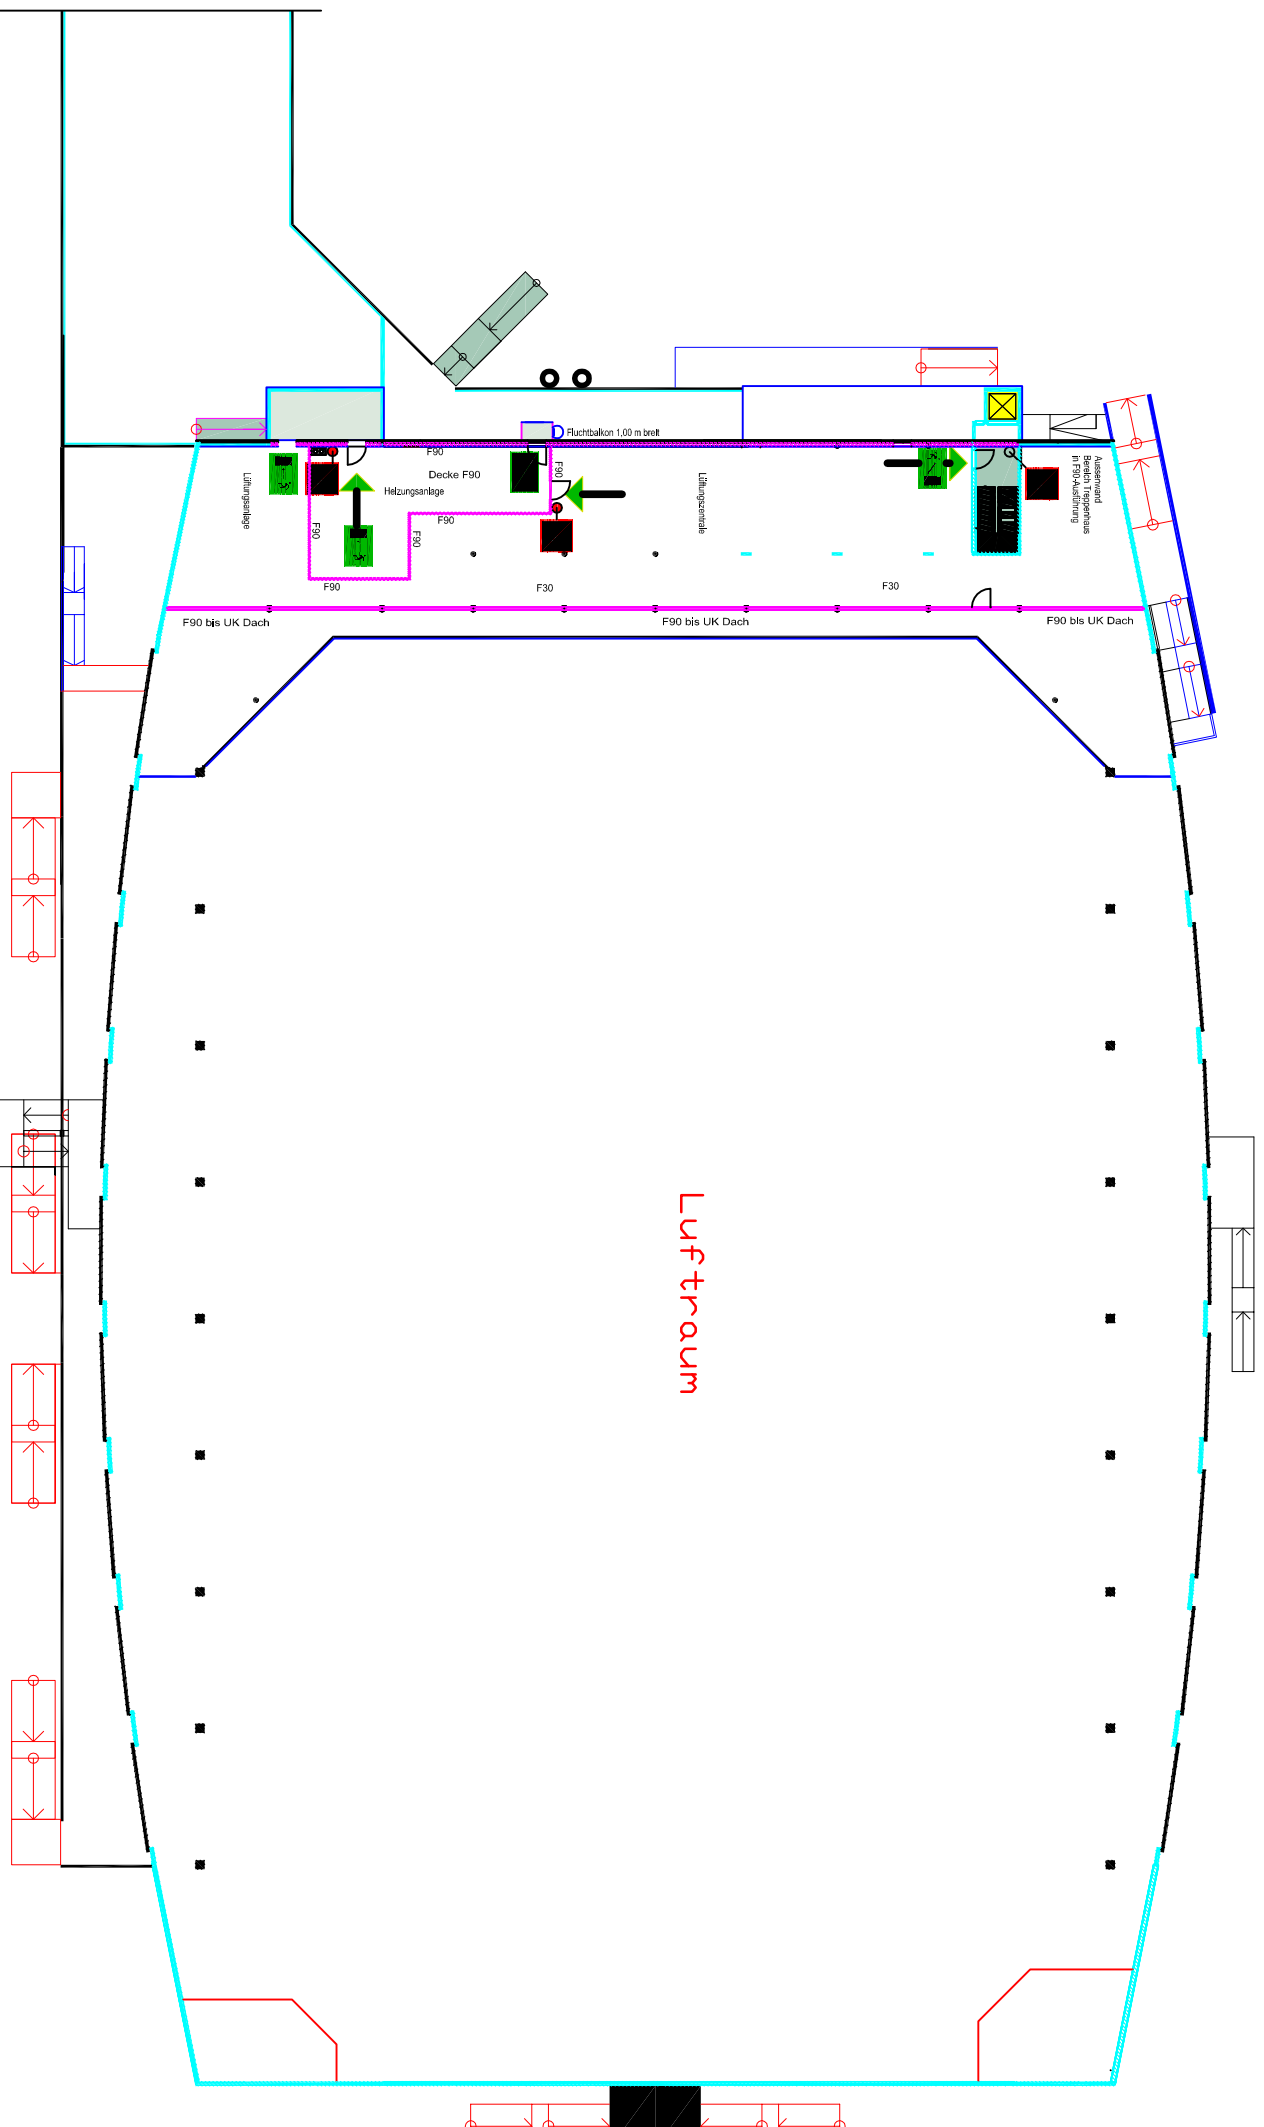 Fluchtbalkon 1,00 m breit
F90
Decke F90
F90
Heizungsanlage
Lüftungsanlage
Lüftungszentrale
Aussenwand
Bereich Treppenhaus
in F90-Ausführung
F90
F90
F90
F90
F30
F30
F90 bis UK Dach
F90 bis UK Dach
F90 bis UK Dach
Luftraum